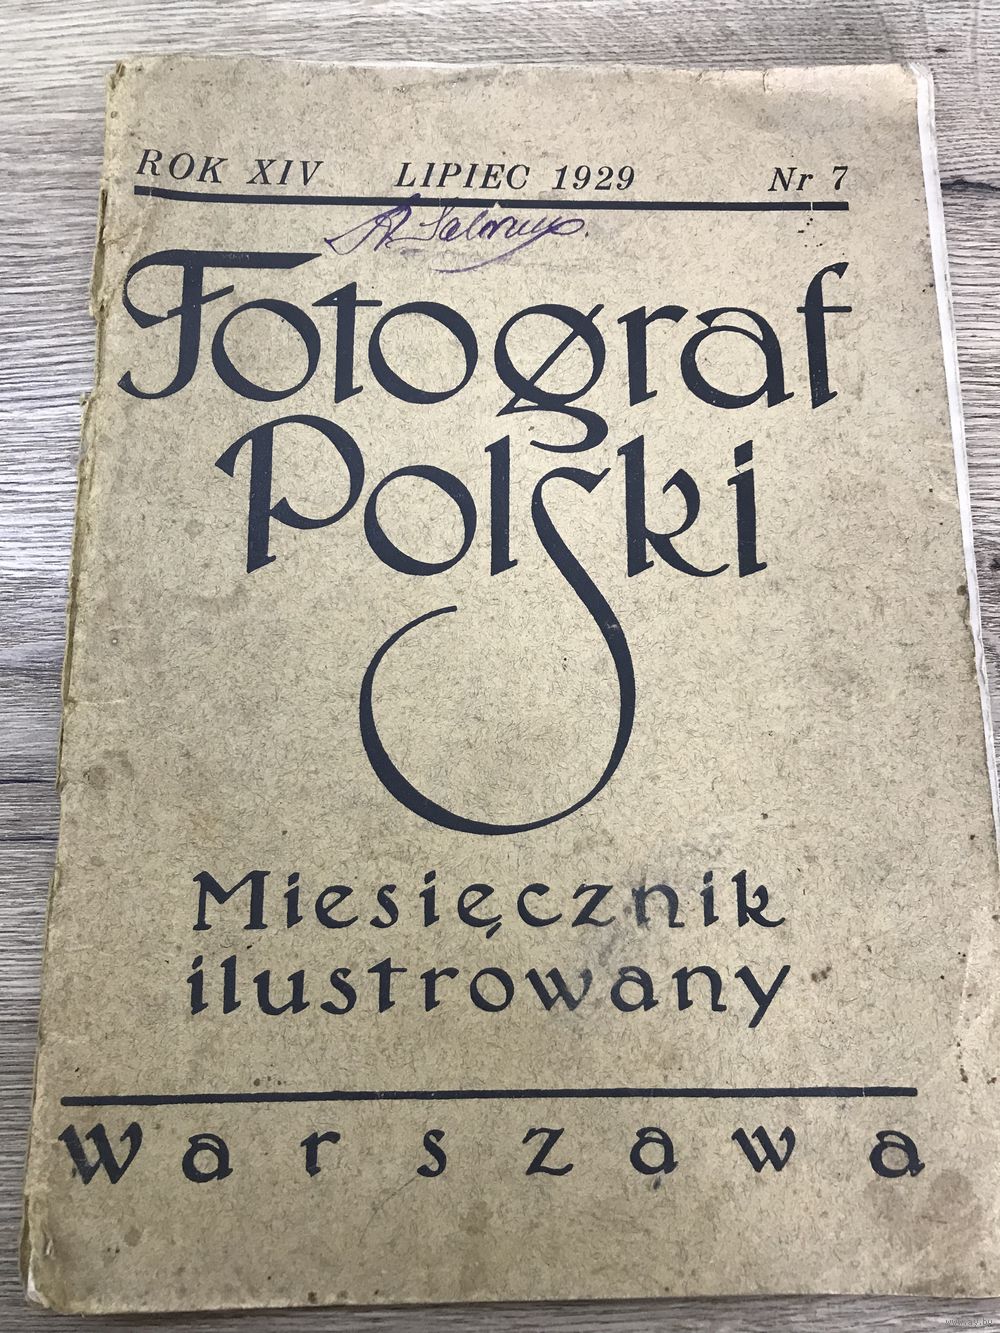 ROK XIV LIPIEC 1929 Nr 7
Fotograf
Polski
Miesięcznik
ilustrowany
Warszawa